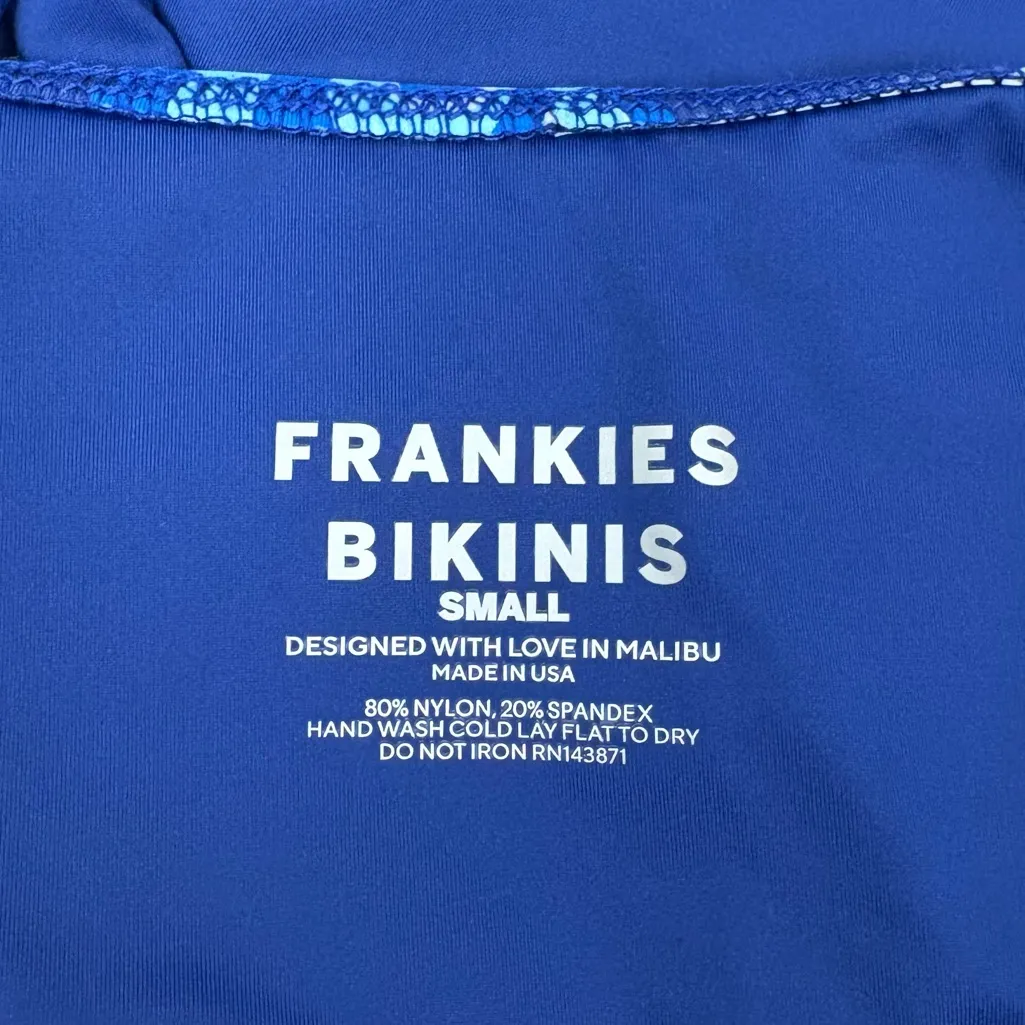 FRANKIES
BIKINIS
SMALL
DESIGNED WITH LOVE IN MALIBU
MADE IN USA
80% NYLON, 20% SPANDEX
HAND WASH COLD LAY FLAT TO DRY
DO NOT IRON RN143871